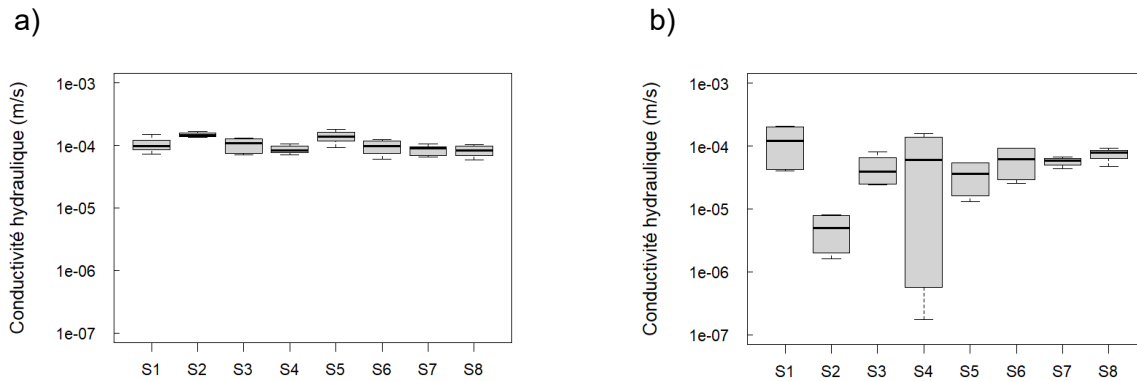 a)
Conductivité hydraulique (m/s)
1e-03
1e-04
1e-05
1e-06
1e-07
S1 S2 S3 S4 S5 S6 S7 S8
b)
Conductivité hydraulique (m/s)
1e-03
1e-04
1e-05
1e-06
1e-07
S1 S2 S3 S4 S5 S6 S7 S8